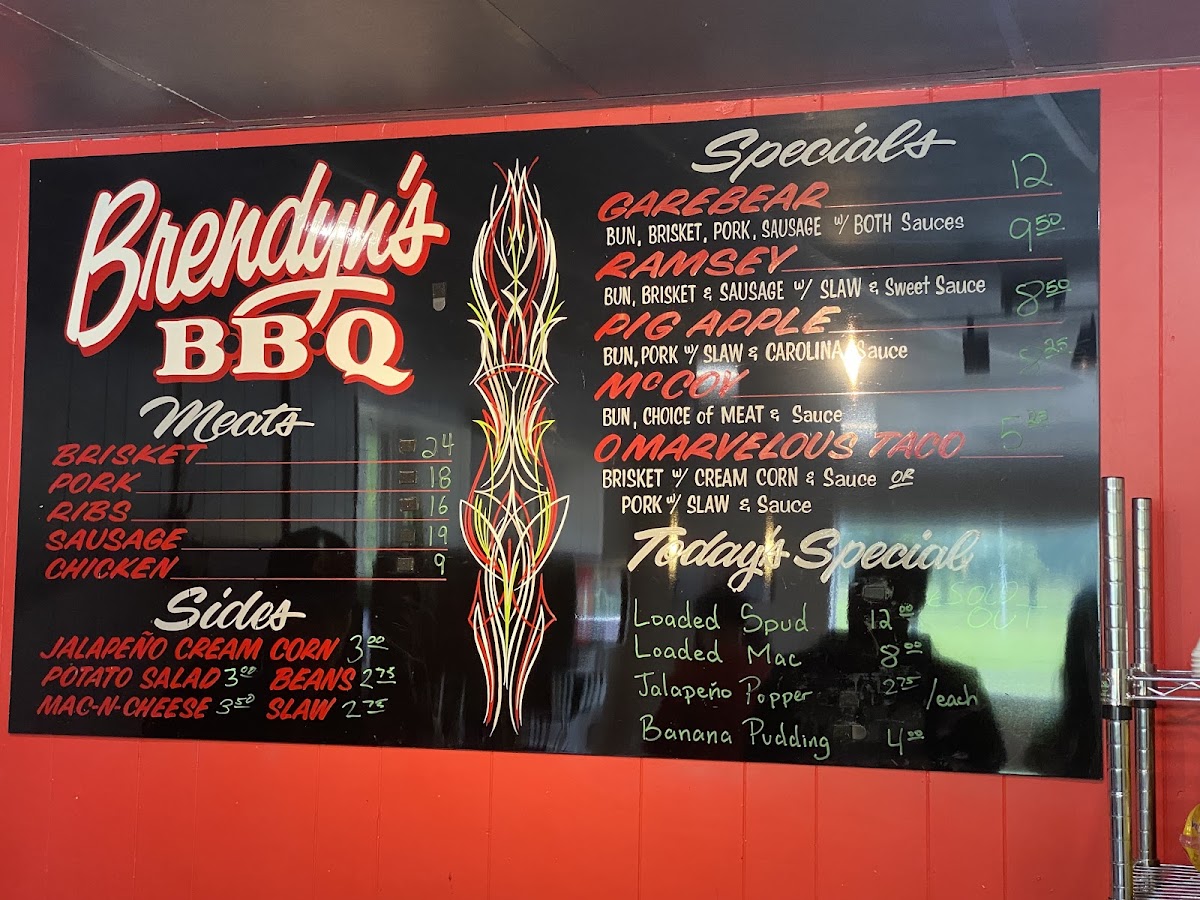 Brendyn's
B·B·Q
Meats
BRISKET 24
PORK 18
RIBS 16
SAUSAGE 19
CHICKEN 9
Sides
JALAPEÑO CREAM CORN 3.00
POTATO SALAD 3.00 BEANS 2.75
MAC-N-CHEESE 3.50 SLAW 2.75
Specials
GAREBEAR 12
BUN, BRISKET, PORK, SAUSAGE w/ BOTH Sauces
RAMSEY 9.50
BUN, BRISKET & SAUSAGE w/ SLAW & Sweet Sauce
PIG APPLE 8.50
BUN, PORK w/ SLAW & CAROLINA Sauce
McCOY
BUN, CHOICE of MEAT & Sauce
O MARVELOUS TACO
BRISKET w/ CREAM CORN & Sauce OR
PORK w/ SLAW & Sauce
Today's Special
SOLD
OUT
Loaded Spud 12.00
Loaded Mac 8.00
Jalapeño Popper 2.75 /each
Banana Pudding 4.00